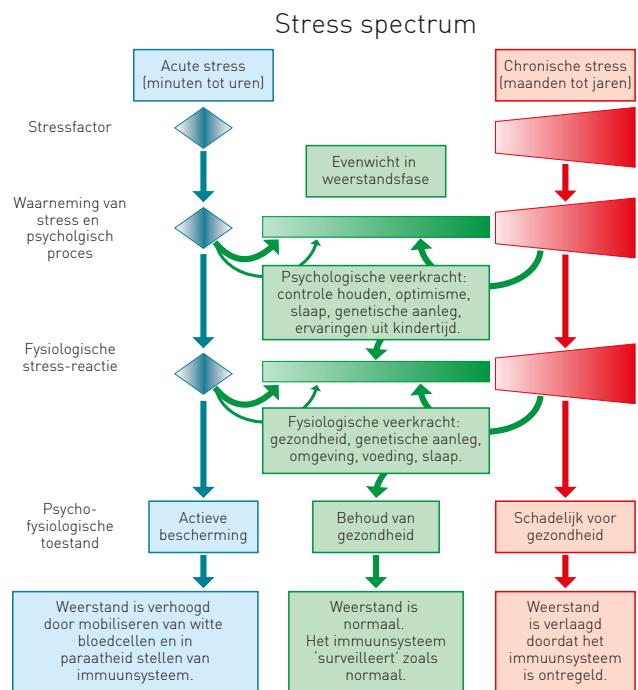 Stress spectrum
Acute stress
(minuten tot uren)
Chronische stress
(maanden tot jaren)
Stressfactor
Evenwicht in
weerstandsfase
Waarneming van
stress en
psycholgisch
proces
Psychologische veerkracht:
controle houden, optimisme,
slaap, genetische aanleg,
ervaringen uit kindertijd.
Fysiologische
stress-reactie
Fysiologische veerkracht:
gezondheid, genetische aanleg,
omgeving, voeding, slaap.
Psycho-
fysiologische
toestand
Actieve
bescherming
Behoud van
gezondheid
Schadelijk voor
gezondheid
Weerstand is verhoogd
door mobiliseren van witte
bloedcellen en in
paraatheid stellen van
immuunsysteem.
Weerstand is
normaal.
Het immuunsysteem
‘surveilleert’ zoals
normaal.
Weerstand
is verlaagd
doordat het
immuunsysteem
is ontregeld.